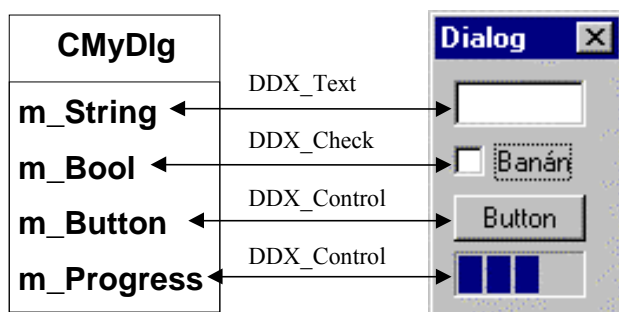 CMyDlg
m_String
m_Bool
m_Button
m_Progress
DDX_Text
DDX_Check
DDX_Control
DDX_Control
Dialog
Banán
Button